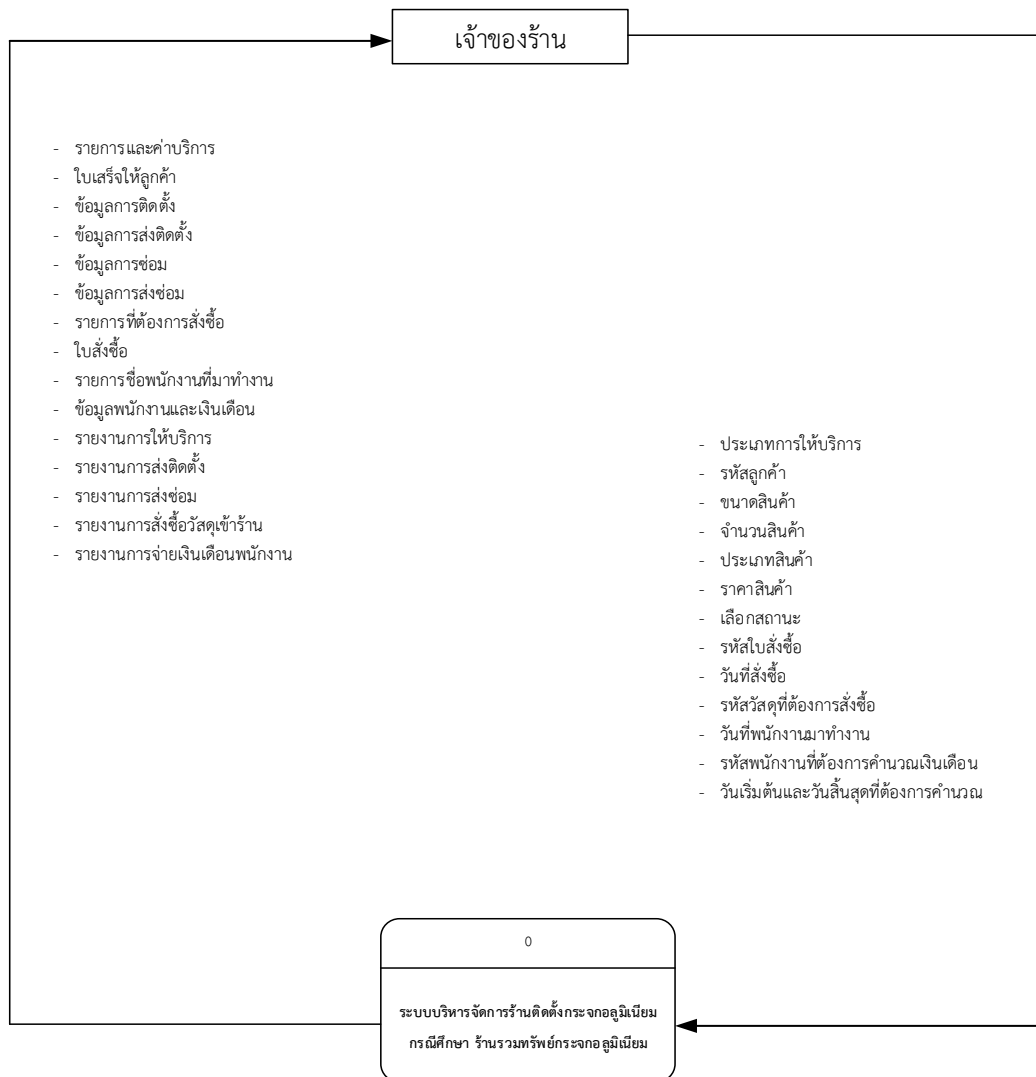 เจ้าของร้าน
- รายการและค่าบริการ
- ใบเสร็จให้ลูกค้า
- ข้อมูลการติดตั้ง
- ข้อมูลการส่งติดตั้ง
- ข้อมูลการซ่อม
- ข้อมูลการส่งซ่อม
- รายการที่ต้องการสั่งซื้อ
- ใบสั่งซื้อ
- รายการชื่อพนักงานที่มาทำงาน
- ข้อมูลพนักงานและเงินเดือน
- รายงานการให้บริการ
- รายงานการส่งติดตั้ง
- รายงานการส่งซ่อม
- รายงานการสั่งซื้อวัสดุเข้าร้าน
- รายงานการจ่ายเงินเดือนพนักงาน
- ประเภทการให้บริการ
- รหัสลูกค้า
- ขนาดสินค้า
- จำนวนสินค้า
- ประเภทสินค้า
- ราคาสินค้า
- เลือกสถานะ
- รหัสใบสั่งซื้อ
- วันที่สั่งซื้อ
- รหัสวัสดุที่ต้องการสั่งซื้อ
- วันที่พนักงานมาทำงาน
- รหัสพนักงานที่ต้องการคำนวณเงินเดือน
- วันเริ่มต้นและวันสิ้นสุดที่ต้องการคำนวณ
0
ระบบบริหารจัดการร้านติดตั้งกระจกอลูมิเนียม
กรณีศึกษา ร้านรวมทรัพย์กระจกอลูมิเนียม